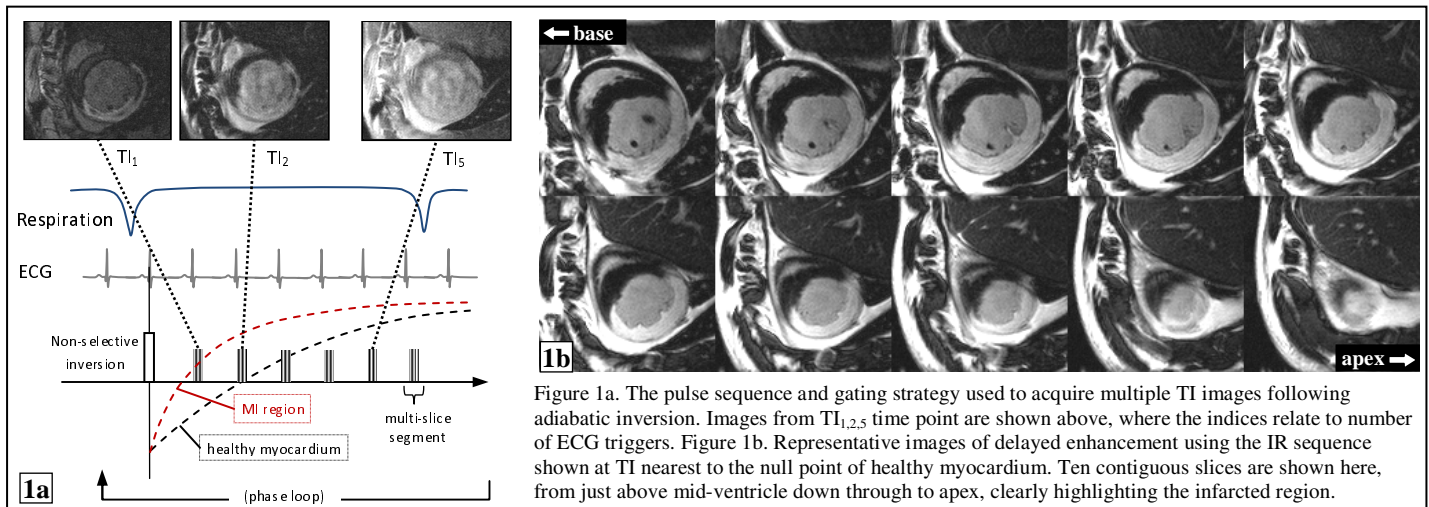 TI1
TI2
TI5
Respiration
ECG
Non-selective
inversion
MI region
healthy myocardium
multi-slice
segment
(phase loop)
1a
← base
1b
apex →
Figure 1a. The pulse sequence and gating strategy used to acquire multiple TI images following
adiabatic inversion. Images from TI1,2,5 time point are shown above, where the indices relate to number
of ECG triggers. Figure 1b. Representative images of delayed enhancement using the IR sequence
shown at TI nearest to the null point of healthy myocardium. Ten contiguous slices are shown here,
from just above mid-ventricle down through to apex, clearly highlighting the infarcted region.